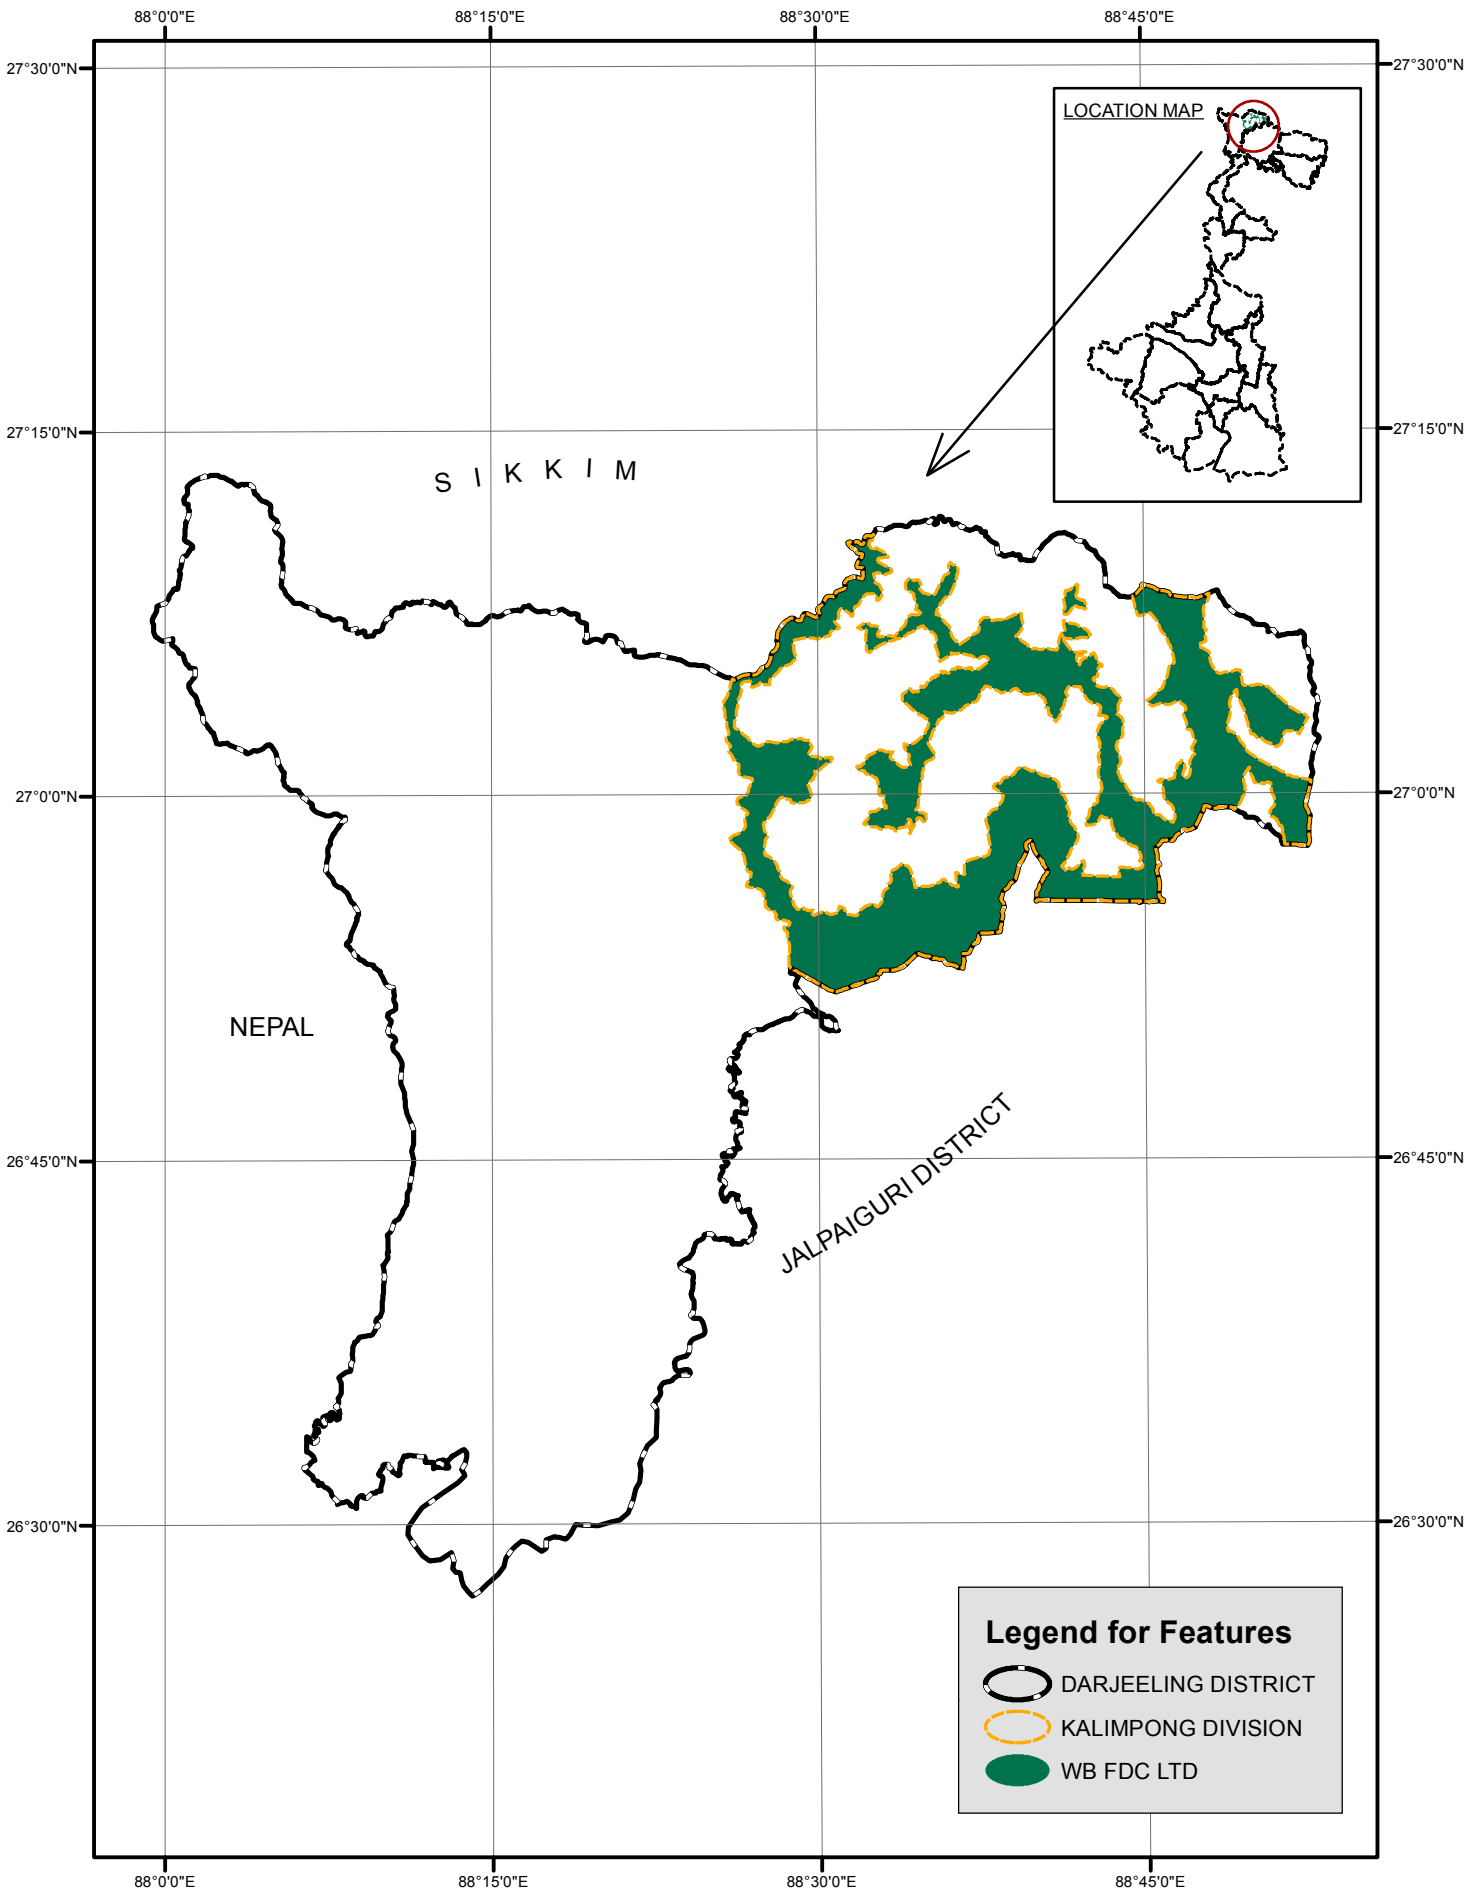 88°0'0"E
88°15'0"E
88°30'0"E
88°45'0"E
27°30'0"N
27°30'0"N
LOCATION MAP
27°15'0"N
27°15'0"N
SIKKIM
27°0'0"N
27°0'0"N
NEPAL
JALPAIGURI DISTRICT
26°45'0"N
26°45'0"N
26°30'0"N
26°30'0"N
Legend for Features
DARJEELING DISTRICT
KALIMPONG DIVISION
WB FDC LTD
88°0'0"E
88°15'0"E
88°30'0"E
88°45'0"E